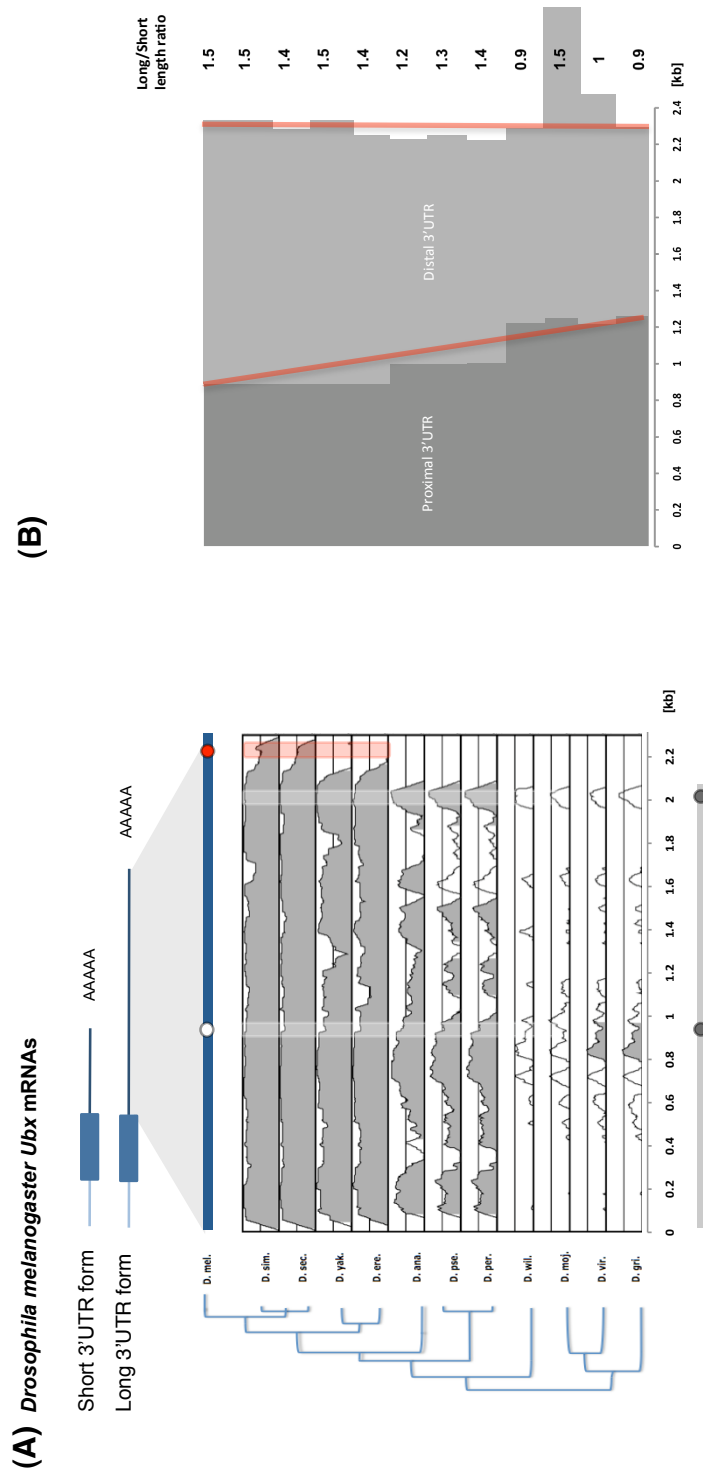 (A)
Drosophila melanogaster Ubx mRNAs
Short 3'UTR form
AAAAA
Long 3'UTR form
AAAAA
D. mel.
D. sim.
D. sec.
D. yak.
D. ere.
D. ana.
D. pse.
D. per.
D. wil.
D. moj.
D. vir.
D. gri.
0 0.2 0.4 0.6 0.8 1 1.2 1.4 1.6 1.8 2 2.2 [kb]
(B)
Long/Short
length ratio
1.5
1.5
1.4
1.5
1.4
1.2
1.3
1.4
0.9
1.5
1
0.9
Proximal 3'UTR
Distal 3'UTR
0 0.2 0.4 0.6 0.8 1 1.2 1.4 1.6 1.8 2 2.2 2.4 [kb]